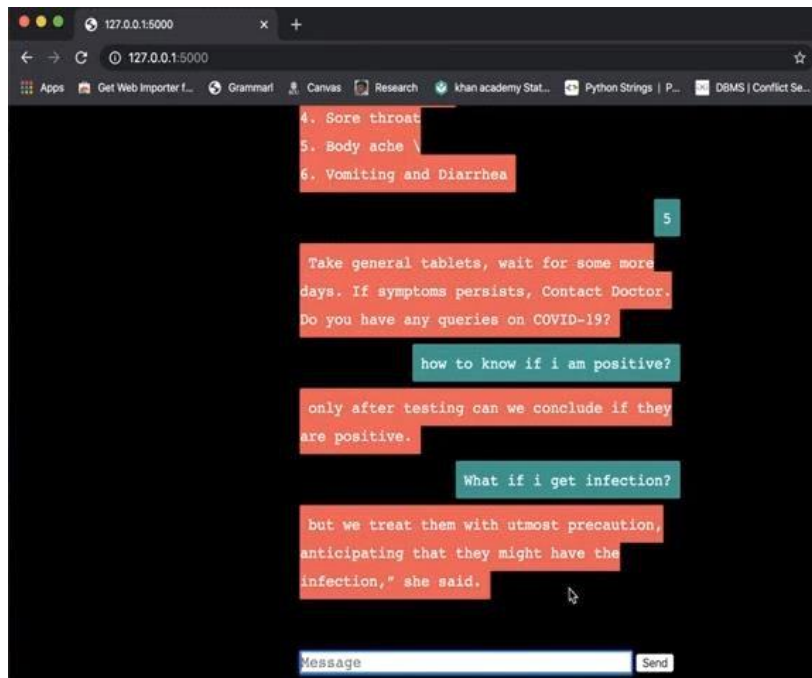 127.0.0.1:5000
127.0.0.1:5000
Apps Get Web Importer f... Grammarl Canvas Research khan academy Stat... Python Strings | P... DBMS | Conflict Se...
4. Sore throat
5. Body ache \
6. Vomiting and Diarrhea
5
Take general tablets, wait for some more
days. If symptoms persists, Contact Doctor.
Do you have any queries on COVID-19?
how to know if i am positive?
only after testing can we conclude if they
are positive.
What if i get infection?
but we treat them with utmost precaution,
anticipating that they might have the
infection,” she said.
Message Send